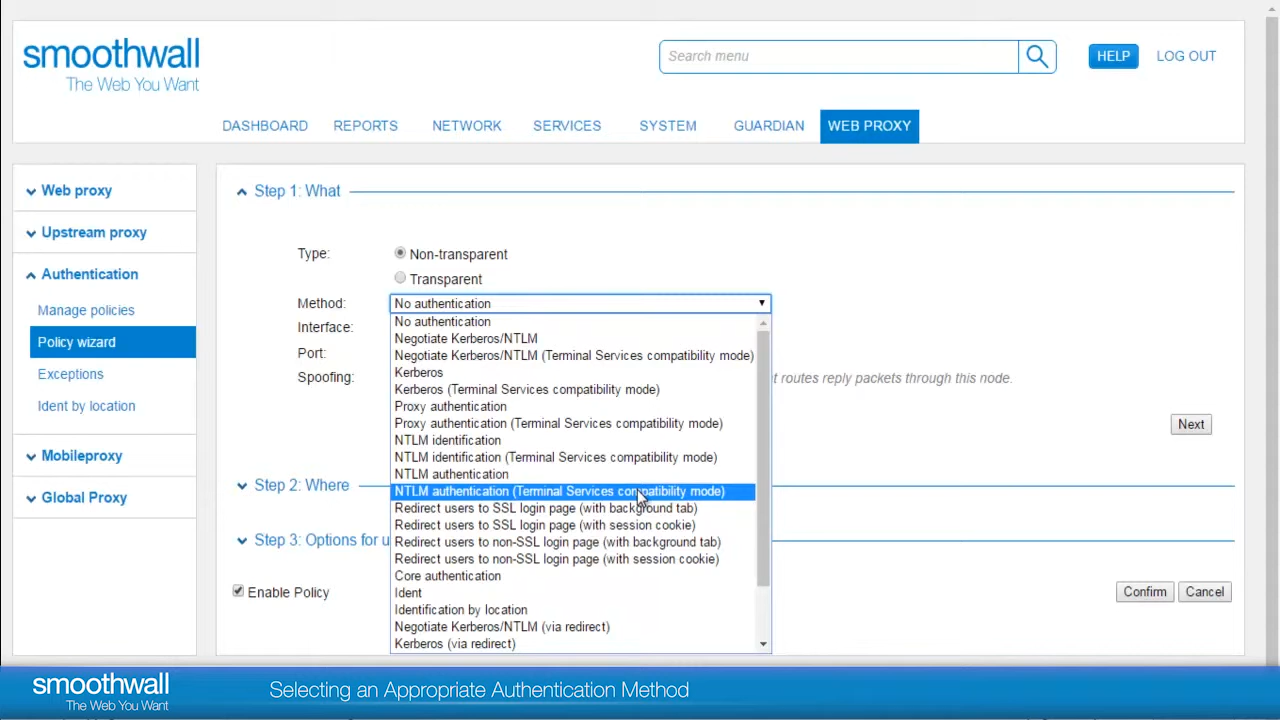 smoothwall
The Web You Want
Search menu
HELP
LOG OUT
DASHBOARD
REPORTS
NETWORK
SERVICES
SYSTEM
GUARDIAN
WEB PROXY
Web proxy
Upstream proxy
Authentication
Manage policies
Policy wizard
Exceptions
Ident by location
Mobileproxy
Global Proxy
Step 1: What
Type:
Non-transparent
Transparent
Method:
No authentication
Interface:
Port:
Spoofing:
No authentication
Negotiate Kerberos/NTLM
Negotiate Kerberos/NTLM (Terminal Services compatibility mode)
Kerberos
Kerberos (Terminal Services compatibility mode)
Proxy authentication
Proxy authentication (Terminal Services compatibility mode)
NTLM identification
NTLM identification (Terminal Services compatibility mode)
NTLM authentication
NTLM authentication (Terminal Services compatibility mode)
Redirect users to SSL login page (with background tab)
Redirect users to SSL login page (with session cookie)
Redirect users to non-SSL login page (with background tab)
Redirect users to non-SSL login page (with session cookie)
Core authentication
Ident
Identification by location
Negotiate Kerberos/NTLM (via redirect)
Kerberos (via redirect)
routes reply packets through this node.
Next
Step 2: Where
Step 3: Options for
Enable Policy
Confirm
Cancel
smoothwall
The Web You Want
Selecting an Appropriate Authentication Method